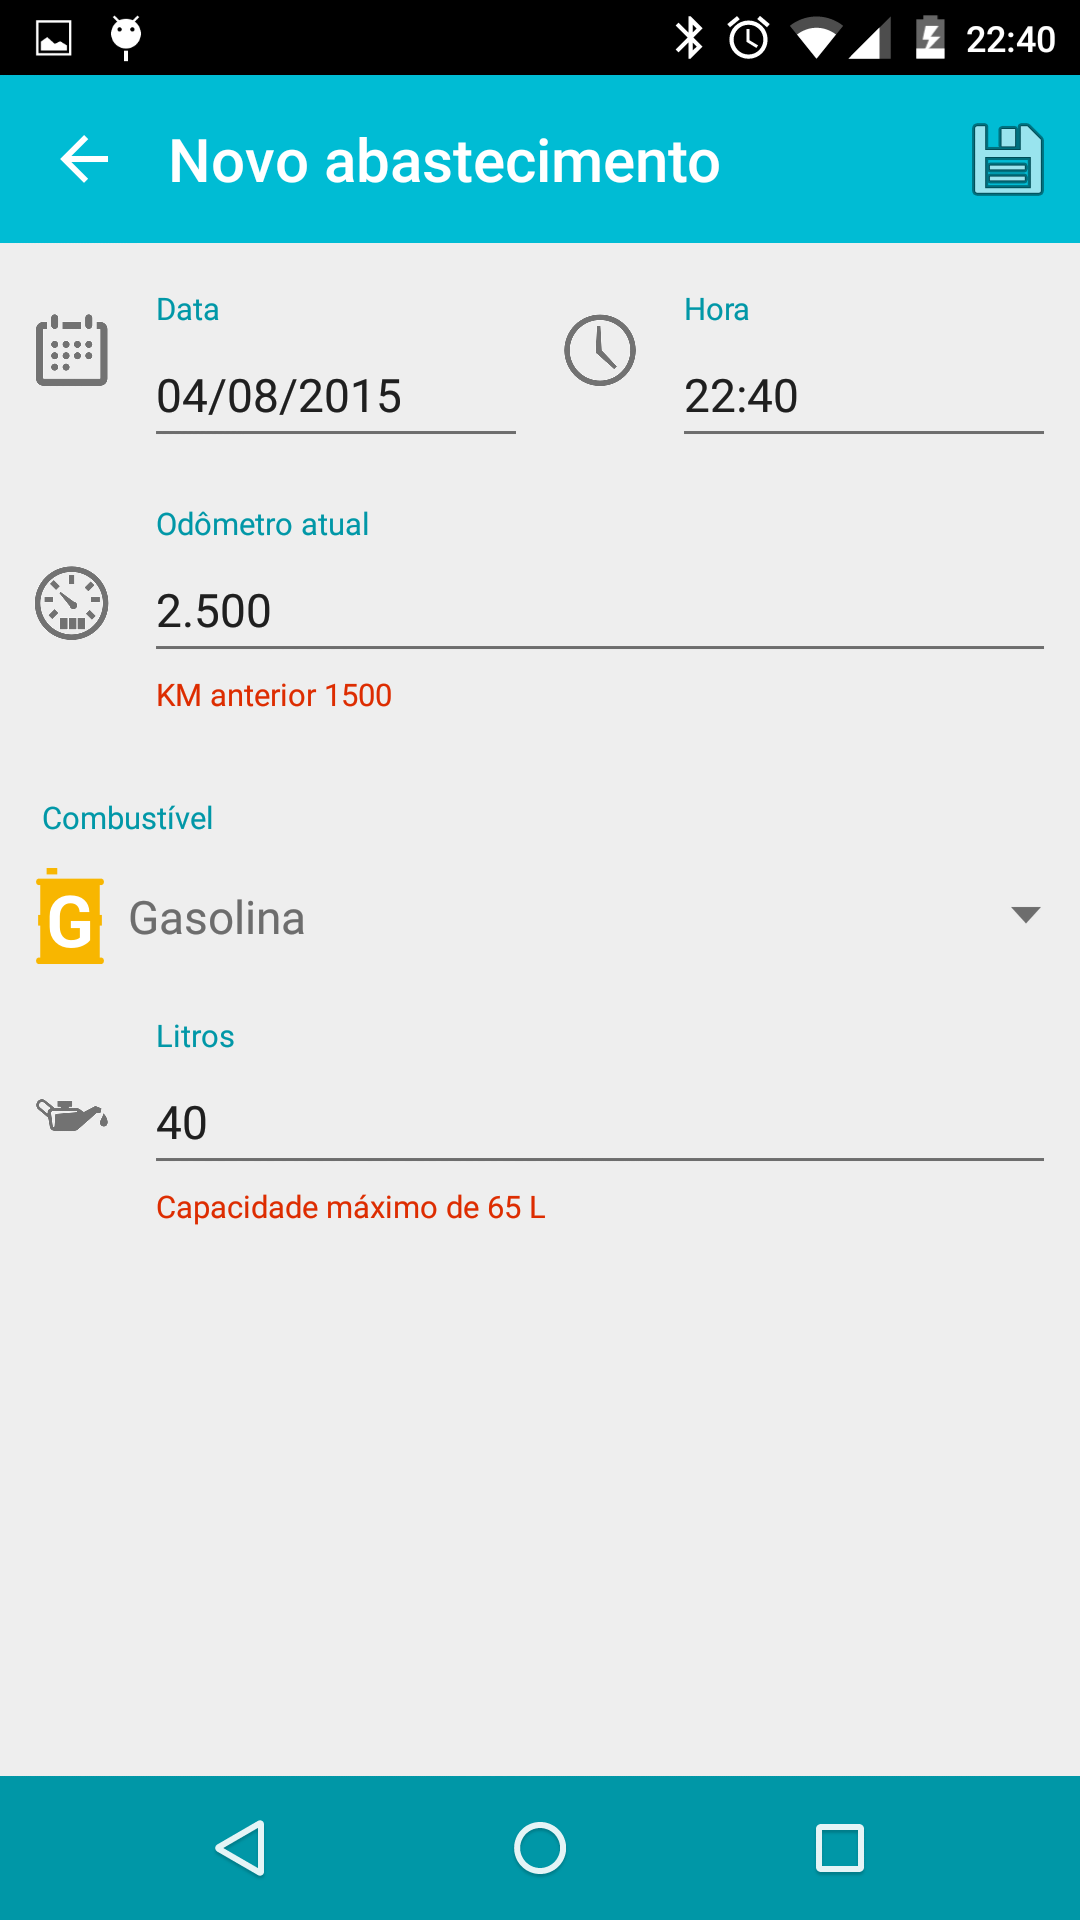 22:40
Novo abastecimento
Data
Hora
04/08/2015
22:40
Odômetro atual
2.500
KM anterior 1500
Combustível
G
Gasolina
Litros
40
Capacidade máximo de 65 L